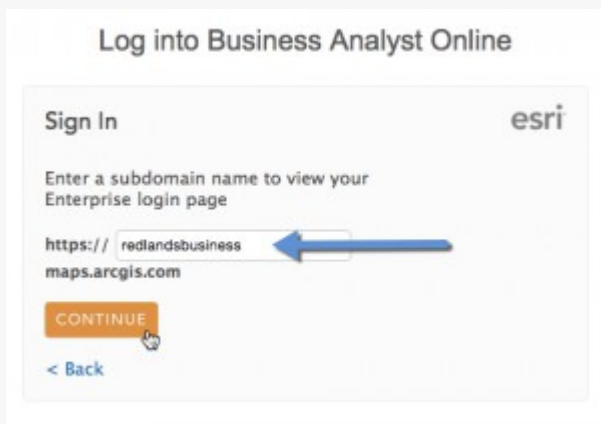 Log into Business Analyst Online
Sign In
esri
Enter a subdomain name to view your
Enterprise login page
https:// redlandsbusiness
maps.arcgis.com
CONTINUE
< Back